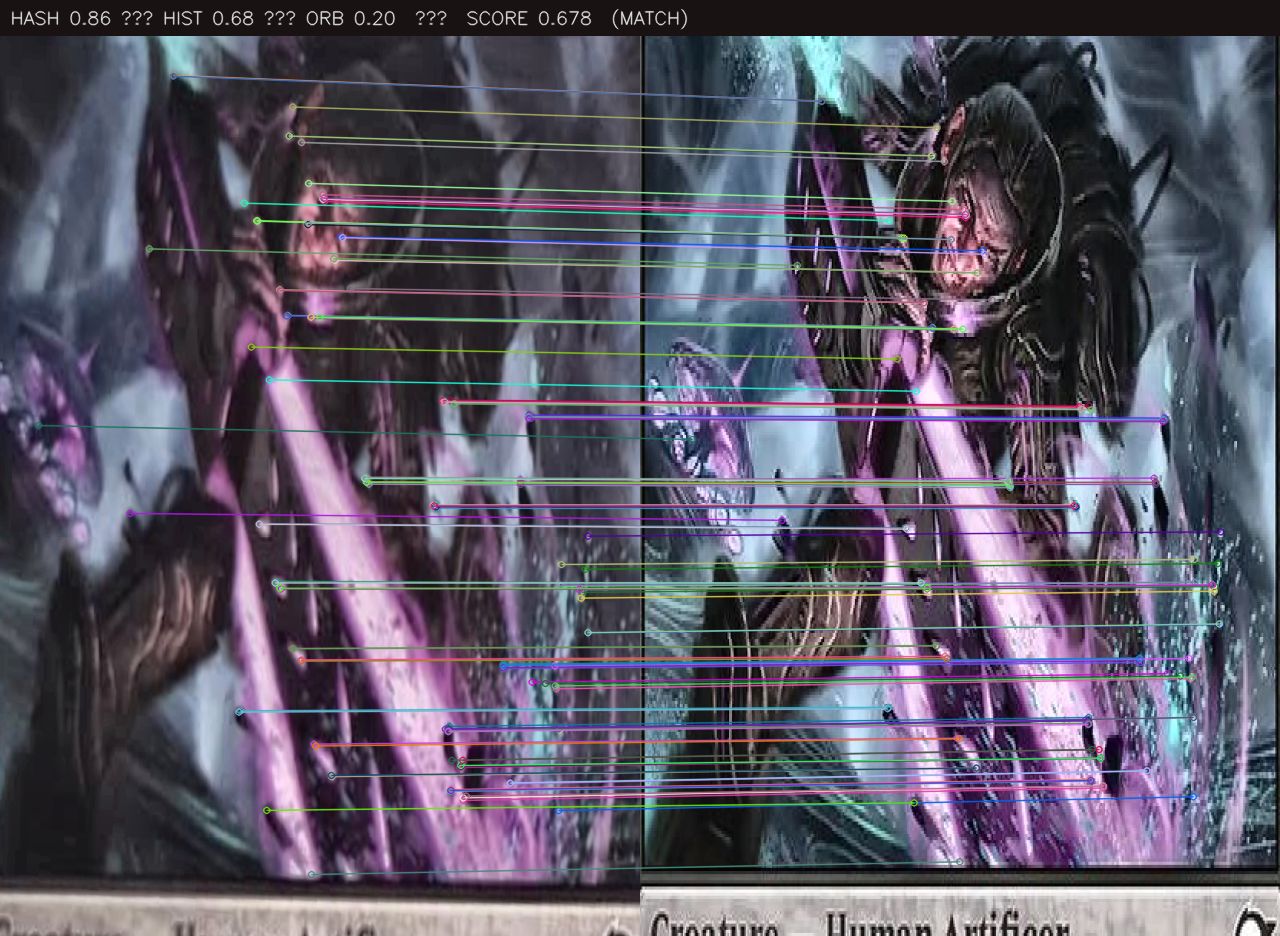 HASH 0.86 ??? HIST 0.68 ??? ORB 0.20 ??? SCORE 0.678 (MATCH)
Creature — Human Artificer